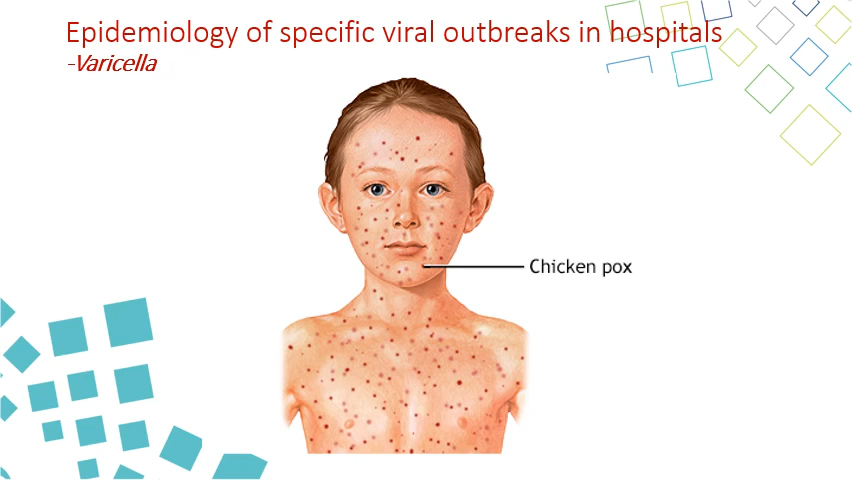 Epidemiology of specific viral outbreaks in hospitals
-Varicella
Chicken pox